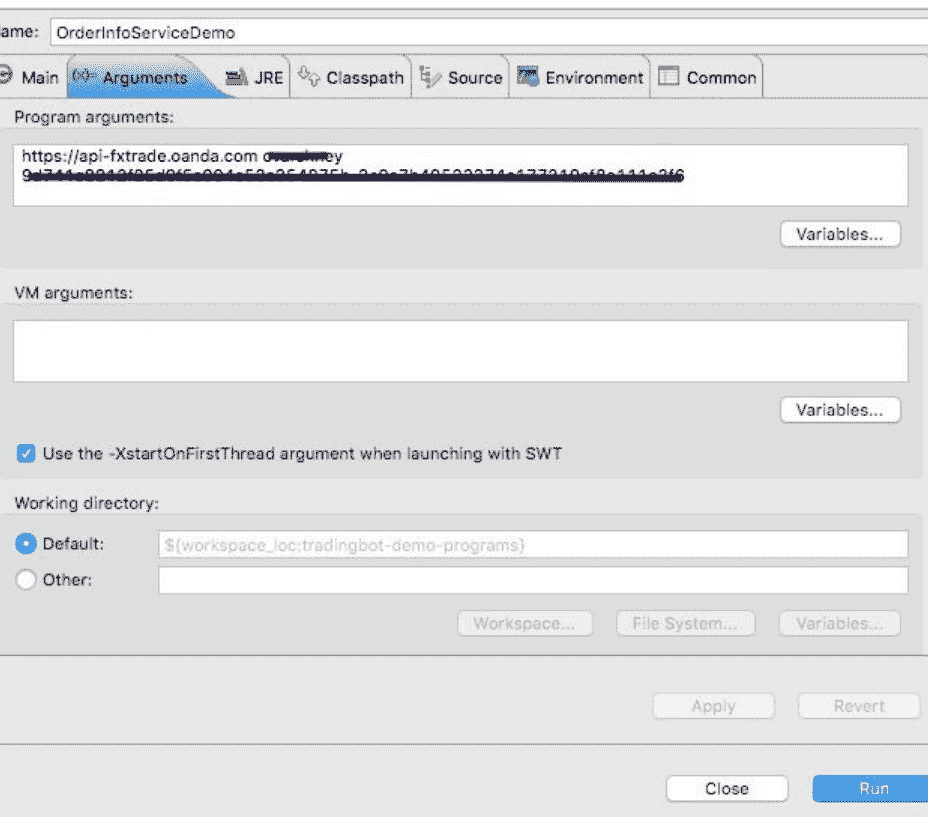 ame: OrderInfoServiceDemo
Main Arguments JRE Classpath Source Environment Common
Program arguments:
https://api-fxtrade.oanda.com
Variables...
VM arguments:
Variables...
Use the -XstartOnFirstThread argument when launching with SWT
Working directory:
Default: ${workspace_loc:tradingbot-demo-programs}
Other:
Workspace... File System... Variables...
Apply Revert
Close Run